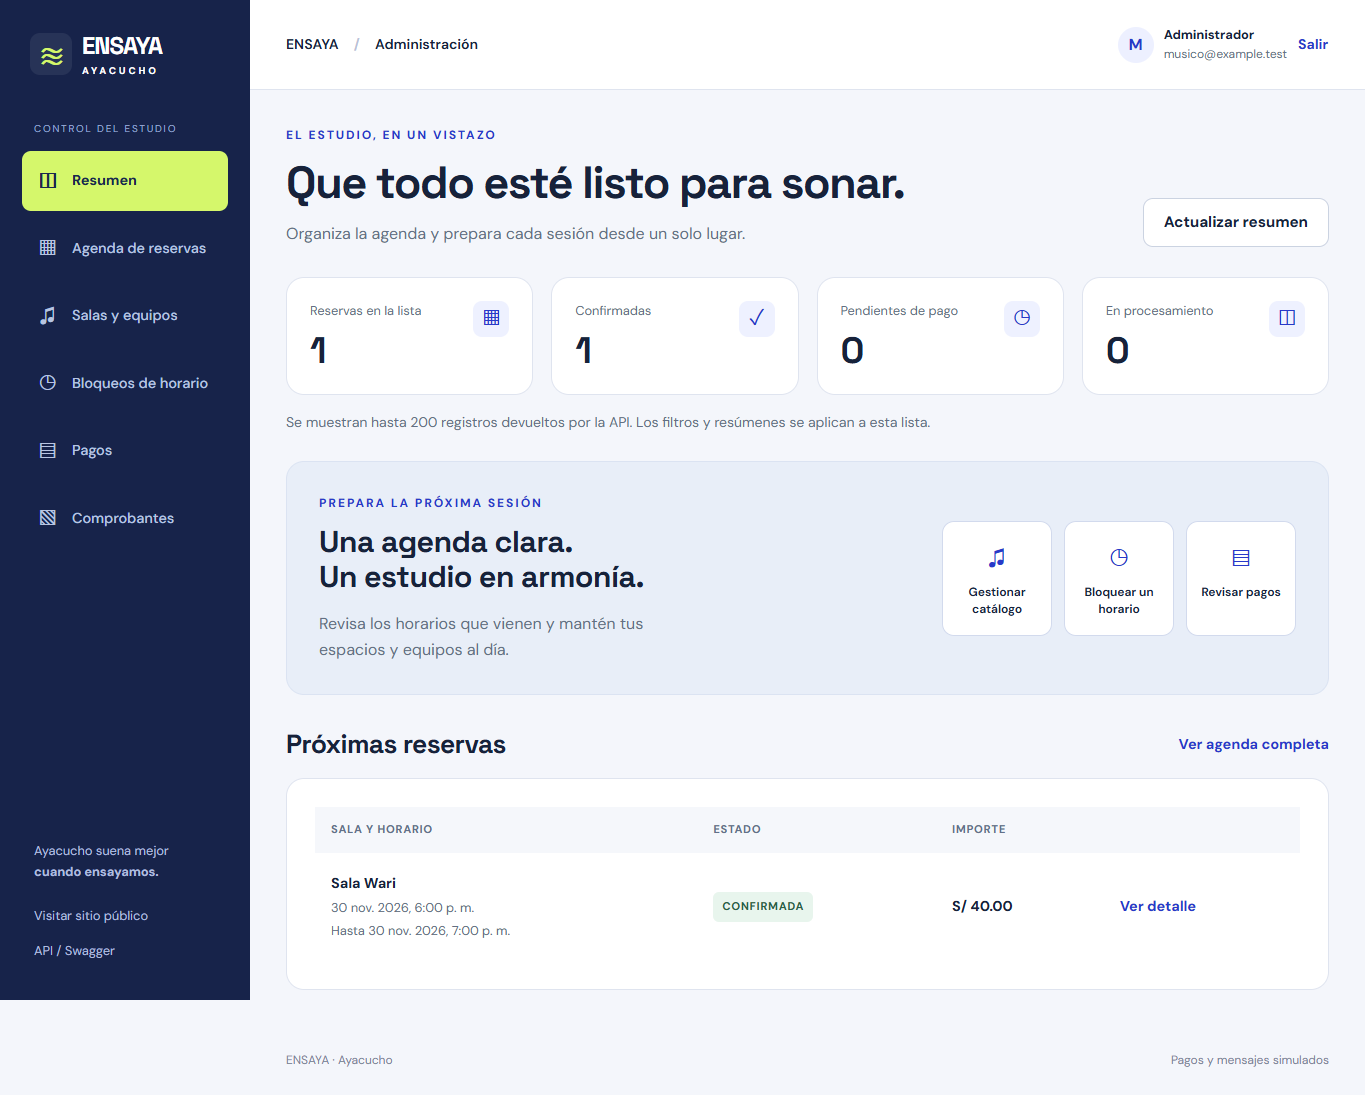 ENSAYA
AYACUCHO
CONTROL DEL ESTUDIO
Resumen
Agenda de reservas
Salas y equipos
Bloqueos de horario
Pagos
Comprobantes
Ayacucho suena mejor
cuando ensayamos.
Visitar sitio público
API / Swagger
ENSAYA / Administración
M
Administrador
musico@example.test
Salir
EL ESTUDIO, EN UN VISTAZO
Que todo esté listo para sonar.
Organiza la agenda y prepara cada sesión desde un solo lugar.
Actualizar resumen
Reservas en la lista
1
Confirmadas
1
Pendientes de pago
0
En procesamiento
0
Se muestran hasta 200 registros devueltos por la API. Los filtros y resúmenes se aplican a esta lista.
PREPARA LA PRÓXIMA SESIÓN
Una agenda clara.
Un estudio en armonía.
Revisa los horarios que vienen y mantén tus
espacios y equipos al día.
Gestionar
catálogo
Bloquear un
horario
Revisar pagos
Próximas reservas
Ver agenda completa
SALA Y HORARIO ESTADO IMPORTE
Sala Wari
30 nov. 2026, 6:00 p. m.
Hasta 30 nov. 2026, 7:00 p. m.
CONFIRMADA
S/ 40.00
Ver detalle
ENSAYA · Ayacucho
Pagos y mensajes simulados